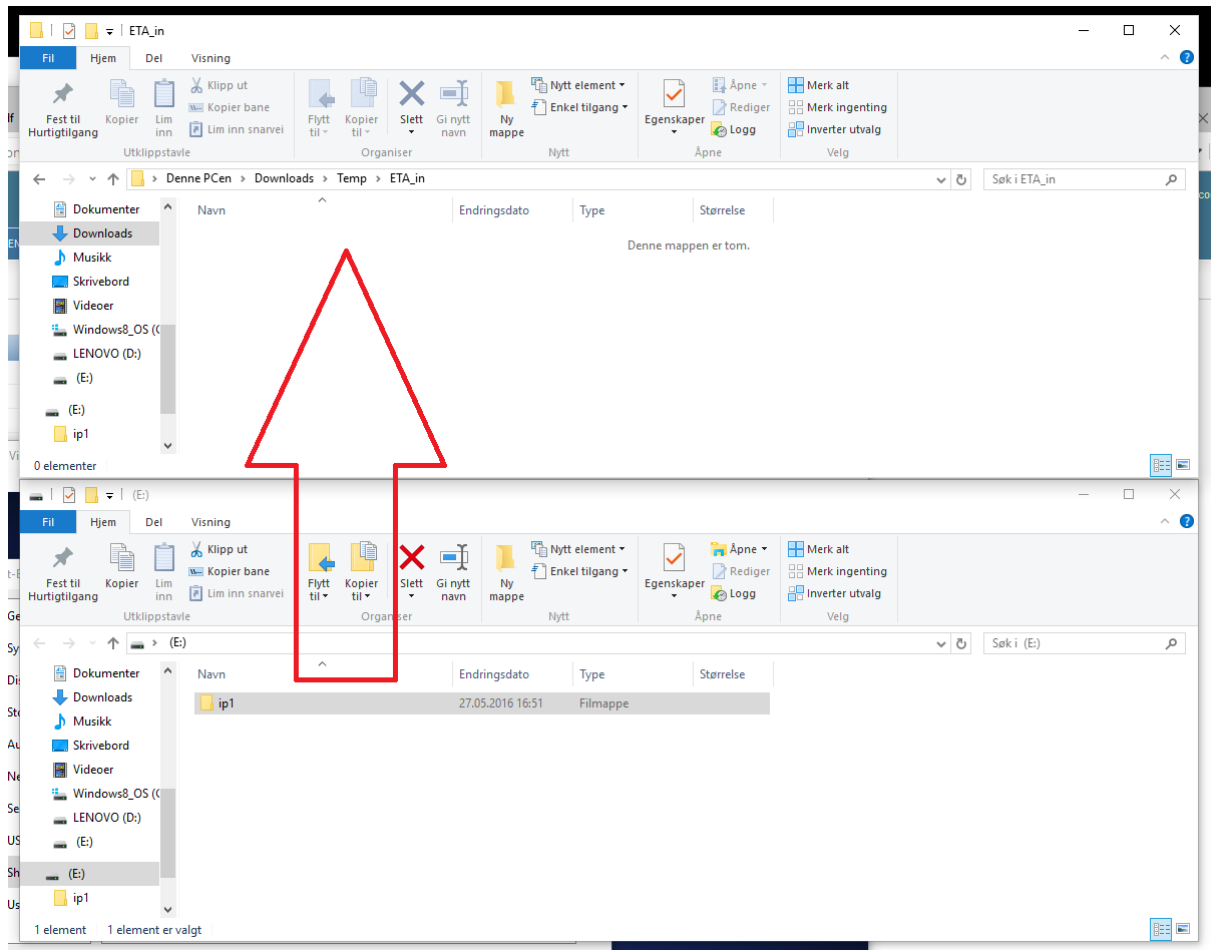 ETA_in
Fil Hjem Del Visning
Fest til Hurtigtilgang Kopier Lim inn Klipp ut Kopier bane Lim inn snarvei Flytt til Kopier til Slett Gi nytt navn Ny mappe Nytt element Enkel tilgang Egenskaper Åpne Rediger Logg Merk alt Merk ingenting Inverter utvalg
Utklippstavle Organiser Nytt Åpne Velg
Denne PCen > Downloads > Temp > ETA_in Søk i ETA_in
Dokumenter
Downloads
Musikk
Skrivebord
Videoer
Windows8_OS (
LENOVO (D:)
(E:)
(E:)
ip1
Navn Endringsdato Type Størrelse
Denne mappen er tom.
0 elementer
(E:)
Fil Hjem Del Visning
Fest til Hurtigtilgang Kopier Lim inn Klipp ut Kopier bane Lim inn snarvei Flytt til Kopier til Slett Gi nytt navn Ny mappe Nytt element Enkel tilgang Egenskaper Åpne Rediger Logg Merk alt Merk ingenting Inverter utvalg
Utklippstavle Organiser Nytt Åpne Velg
> (E:) Søk i (E:)
Dokumenter
Downloads
Musikk
Skrivebord
Videoer
Windows8_OS (
LENOVO (D:)
(E:)
(E:)
ip1
Navn Endringsdato Type Størrelse
ip1 27.05.2016 16:51 Filmappe
1 element 1 element er valgt